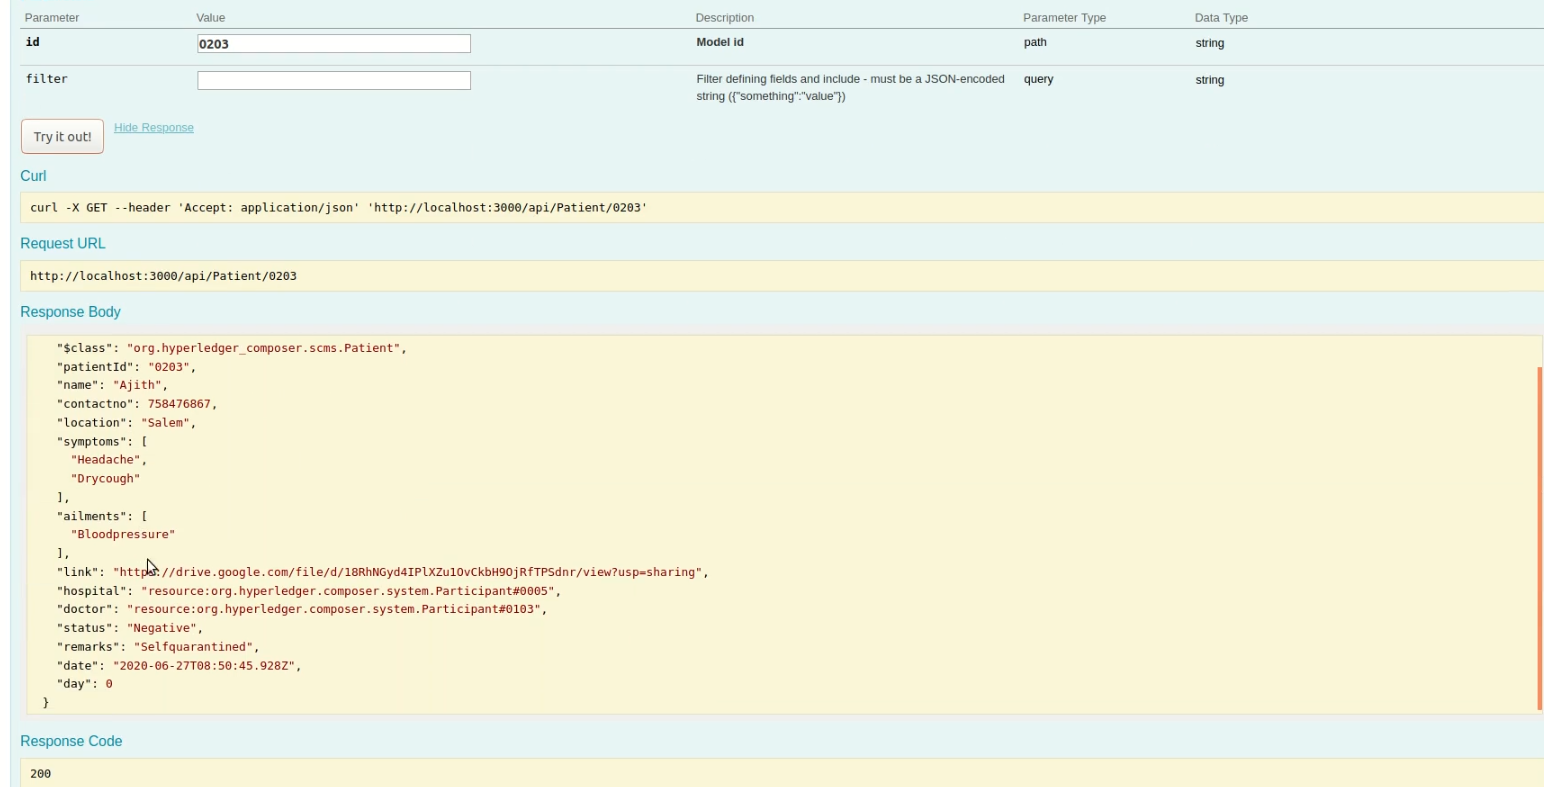 Parameter Value Description Parameter Type Data Type
id 0203 Model id path string
filter Filter defining fields and include - must be a JSON-encoded string ({"something":"value"}) query string
Try it out! Hide Response
Curl
curl -X GET --header 'Accept: application/json' 'http://localhost:3000/api/Patient/0203'
Request URL
http://localhost:3000/api/Patient/0203
Response Body
"$class": "org.hyperledger_composer.scms.Patient",
"patientId": "0203",
"name": "Ajith",
"contactno": 758476867,
"location": "Salem",
"symptoms": [
"Headache",
"Drycough"
],
"ailments": [
"Bloodpressure"
],
"link": "https://drive.google.com/file/d/18RhNGyd4IPlXZu1OvCkbH9OjRfTPSdnr/view?usp=sharing",
"hospital": "resource:org.hyperledger.composer.system.Participant#0005",
"doctor": "resource:org.hyperledger.composer.system.Participant#0103",
"status": "Negative",
"remarks": "Selfquarantined",
"date": "2020-06-27T08:50:45.928Z",
"day": 0
}
Response Code
200